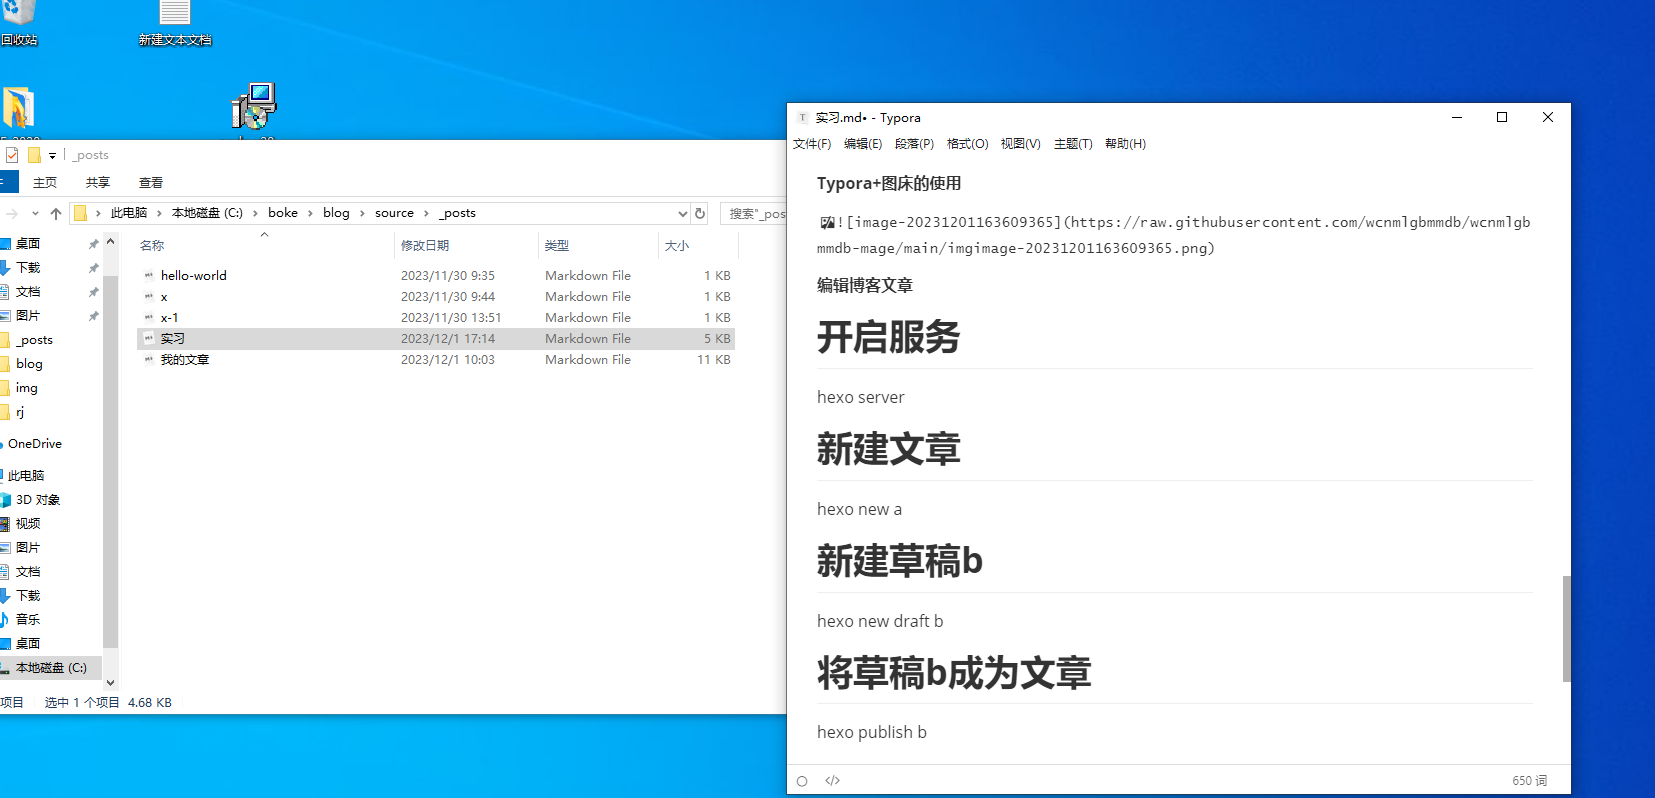 回收站
新建文本文档
_posts
主页
共享
查看
此电脑
本地磁盘 (C:)
boke
blog
source
_posts
搜索"_pos
名称
修改日期
类型
大小
hello-world
2023/11/30 9:35
Markdown File
1 KB
x
2023/11/30 9:44
Markdown File
1 KB
x-1
2023/11/30 13:51
Markdown File
1 KB
实习
2023/12/1 17:14
Markdown File
5 KB
我的文章
2023/12/1 10:03
Markdown File
11 KB
桌面
下载
文档
图片
_posts
blog
img
rj
OneDrive
此电脑
3D 对象
视频
图片
文档
下载
音乐
桌面
本地磁盘 (C:)
项目
选中 1 个项目
4.68 KB
实习.md• - Typora
文件(F)
编辑(E)
段落(P)
格式(O)
视图(V)
主题(T)
帮助(H)
Typora+图床的使用
![image-20231201163609365](https://raw.githubusercontent.com/wcnmlgbmmdb/wcnmlgb
mmdb-mage/main/imgimage-20231201163609365.png)
编辑博客文章
开启服务
hexo server
新建文章
hexo new a
新建草稿b
hexo new draft b
将草稿b成为文章
hexo publish b
</>
650 词